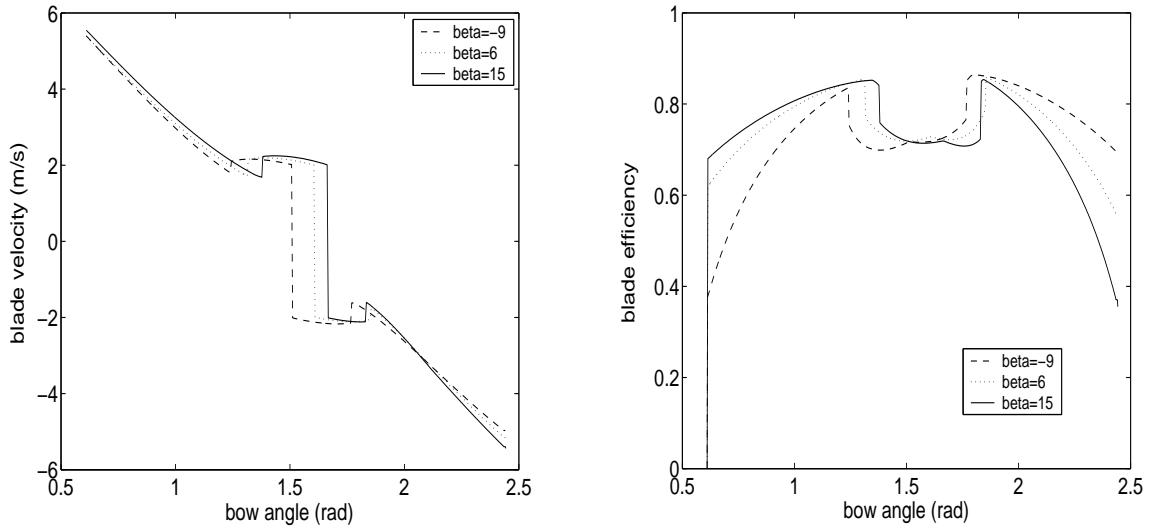 6
4
2
0
−2
−4
−6
0.5
1
1.5
2
2.5
blade velocity (m/s)
bow angle (rad)
beta=−9
beta=6
beta=15
1
0.8
0.6
0.4
0.2
0
0.5
1
1.5
2
2.5
blade efficiency
bow angle (rad)
beta=−9
beta=6
beta=15